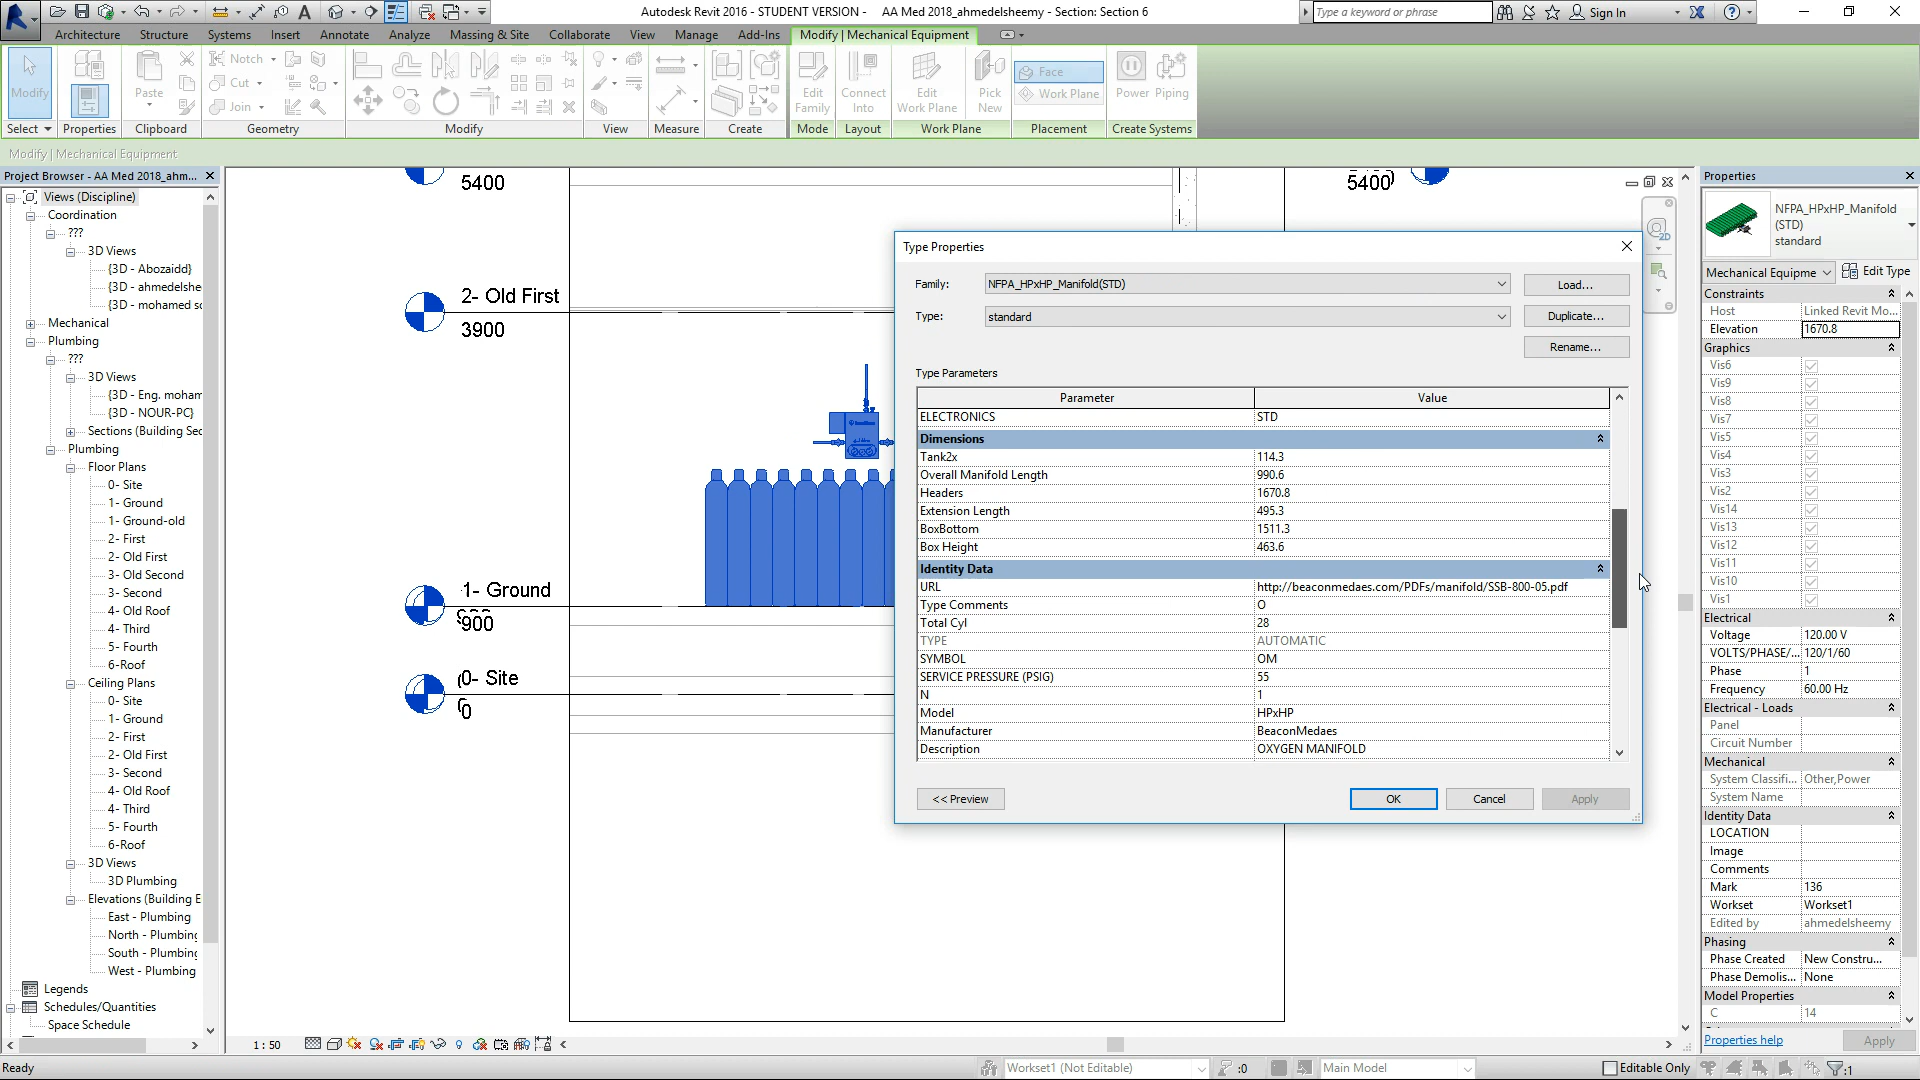 Autodesk Revit 2016 - STUDENT VERSION - AA Med 2018_ahmedelsheemy - Section: Section 6
Type a keyword or phrase
Sign In
Architecture Structure Systems Insert Annotate Analyze Massing & Site Collaborate View Manage Add-Ins Modify | Mechanical Equipment
Modify
Paste
Notch
Cut
Join
Edit Family
Connect Into
Edit Work Plane
Pick New
Face
Work Plane
Power Piping
Select Properties Clipboard Geometry Modify View Measure Create Mode Layout Work Plane Placement Create Systems
Modify | Mechanical Equipment
Project Browser - AA Med 2018_ahm...
Views (Discipline)
Coordination
???
3D Views
{3D - Abozaidd}
{3D - ahmedelshe
{3D - mohamed sc
Mechanical
Plumbing
???
3D Views
{3D - Eng. moham
{3D - NOUR-PC}
Sections (Building Sec
Plumbing
Floor Plans
0- Site
1- Ground
1- Ground-old
2- First
2- Old First
3- Old Second
3- Second
4- Old Roof
4- Third
5- Fourth
6-Roof
Ceiling Plans
0- Site
1- Ground
2- First
2- Old First
3- Second
4- Old Roof
4- Third
5- Fourth
6-Roof
3D Views
3D Plumbing
Elevations (Building E
East - Plumbing
North - Plumbing
South - Plumbing
West - Plumbing
Legends
Schedules/Quantities
Space Schedule
5400
5400
2- Old First
3900
1- Ground
900
0- Site
0
Type Properties
Family: NFPA_HPxHP_Manifold(STD) Load...
Type: standard Duplicate...
Rename...
Type Parameters
Parameter Value
ELECTRONICS STD
Dimensions
Tank2x 114.3
Overall Manifold Length 990.6
Headers 1670.8
Extension Length 495.3
BoxBottom 1511.3
Box Height 463.6
Identity Data
URL http://beaconmedaes.com/PDFs/manifold/SSB-800-05.pdf
Type Comments O
Total Cyl 28
TYPE AUTOMATIC
SYMBOL OM
SERVICE PRESSURE (PSIG) 55
N 1
Model HPxHP
Manufacturer BeaconMedaes
Description OXYGEN MANIFOLD
<< Preview OK Cancel Apply
2D
Properties
NFPA_HPxHP_Manifold
(STD)
standard
Mechanical Equipme Edit Type
Constraints
Host Linked Revit Mo...
Elevation 1670.8
Graphics
Vis6
Vis9
Vis8
Vis7
Vis5
Vis4
Vis3
Vis2
Vis14
Vis13
Vis12
Vis11
Vis10
Vis1
Electrical
Voltage 120.00 V
VOLTS/PHASE/... 120/1/60
Phase 1
Frequency 60.00 Hz
Electrical - Loads
Panel
Circuit Number
Mechanical
System Classifi... Other,Power
System Name
Identity Data
LOCATION
Image
Comments
Mark 136
Workset Workset1
Edited by ahmedelsheemy
Phasing
Phase Created New Constru...
Phase Demolis... None
Model Properties
C 14
Properties help Apply
1 : 50
Ready
Workset1 (Not Editable)
:0
Main Model
Editable Only
:1